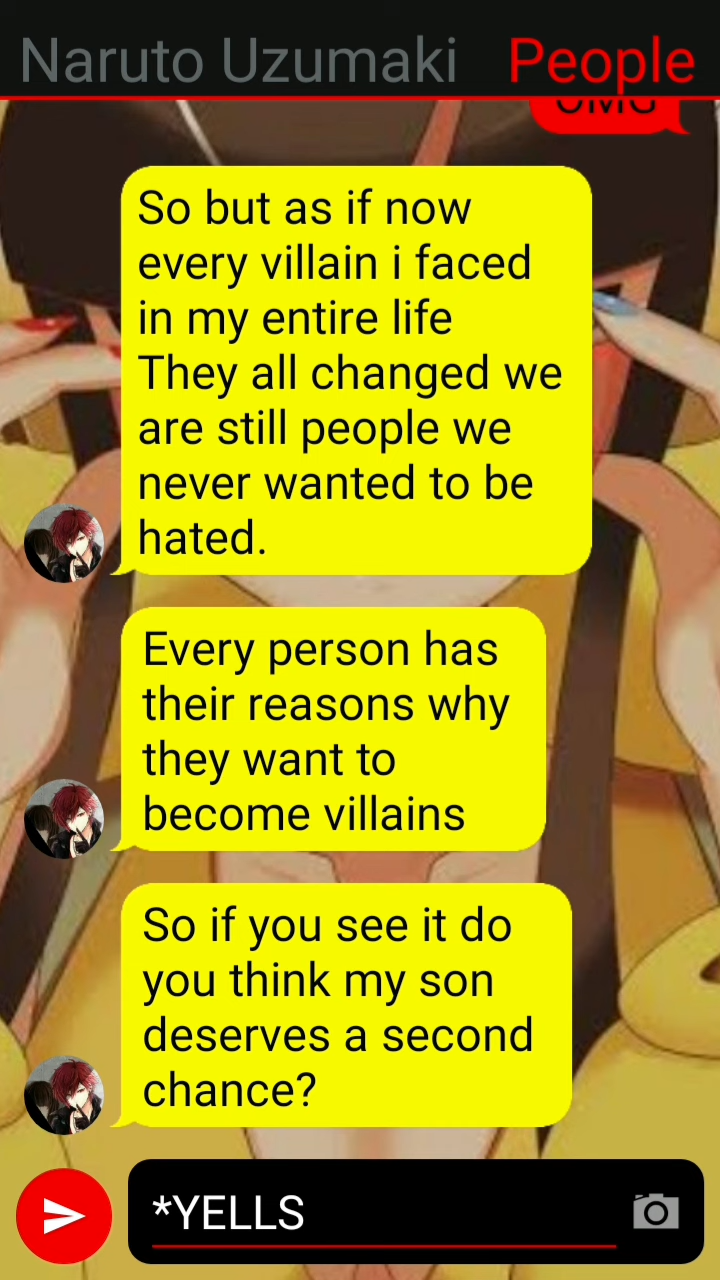 Naruto Uzumaki People
OMG
So but as if now
every villain i faced
in my entire life
They all changed we
are still people we
never wanted to be
hated.
Every person has
their reasons why
they want to
become villains
So if you see it do
you think my son
deserves a second
chance?
*YELLS